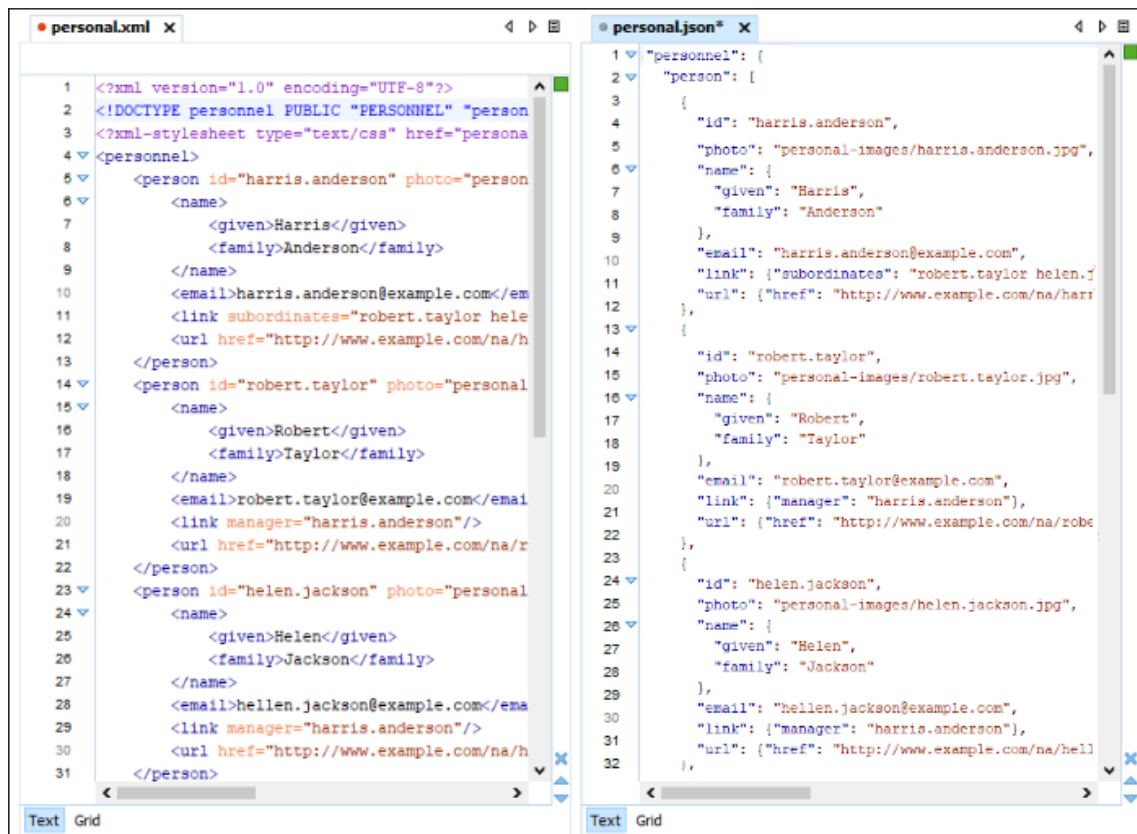 personal.xml
1 <?xml version="1.0" encoding="UTF-8"?>
2 <!DOCTYPE personnel PUBLIC "PERSONNEL" "person
3 <?xml-stylesheet type="text/css" href="persona
4 <personnel>
5 <person id="harris.anderson" photo="person
6 <name>
7 <given>Harris</given>
8 <family>Anderson</family>
9 </name>
10 <email>harris.anderson@example.com</em
11 <link subordinates="robert.taylor hele
12 <url href="http://www.example.com/na/h
13 </person>
14 <person id="robert.taylor" photo="personal
15 <name>
16 <given>Robert</given>
17 <family>Taylor</family>
18 </name>
19 <email>robert.taylor@example.com</emai
20 <link manager="harris.anderson"/>
21 <url href="http://www.example.com/na/r
22 </person>
23 <person id="helen.jackson" photo="personal
24 <name>
25 <given>Helen</given>
26 <family>Jackson</family>
27 </name>
28 <email>hellen.jackson@example.com</ema
29 <link manager="harris.anderson"/>
30 <url href="http://www.example.com/na/h
31 </person>
Text Grid
personal.json*
1 "personnel": {
2 "person": [
3 {
4 "id": "harris.anderson",
5 "photo": "personal-images/harris.anderson.jpg",
6 "name": {
7 "given": "Harris",
8 "family": "Anderson"
9 },
10 "email": "harris.anderson@example.com",
11 "link": {"subordinates": "robert.taylor helen.j
12 "url": {"href": "http://www.example.com/na/harr
},
13 {
14 "id": "robert.taylor",
15 "photo": "personal-images/robert.taylor.jpg",
16 "name": {
17 "given": "Robert",
18 "family": "Taylor"
19 },
20 "email": "robert.taylor@example.com",
21 "link": {"manager": "harris.anderson"},
22 "url": {"href": "http://www.example.com/na/robe
},
23 {
24 "id": "helen.jackson",
25 "photo": "personal-images/helen.jackson.jpg",
26 "name": {
27 "given": "Helen",
28 "family": "Jackson"
29 },
30 "email": "hellen.jackson@example.com",
31 "link": {"manager": "harris.anderson"},
32 "url": {"href": "http://www.example.com/na/hell
},
Text Grid